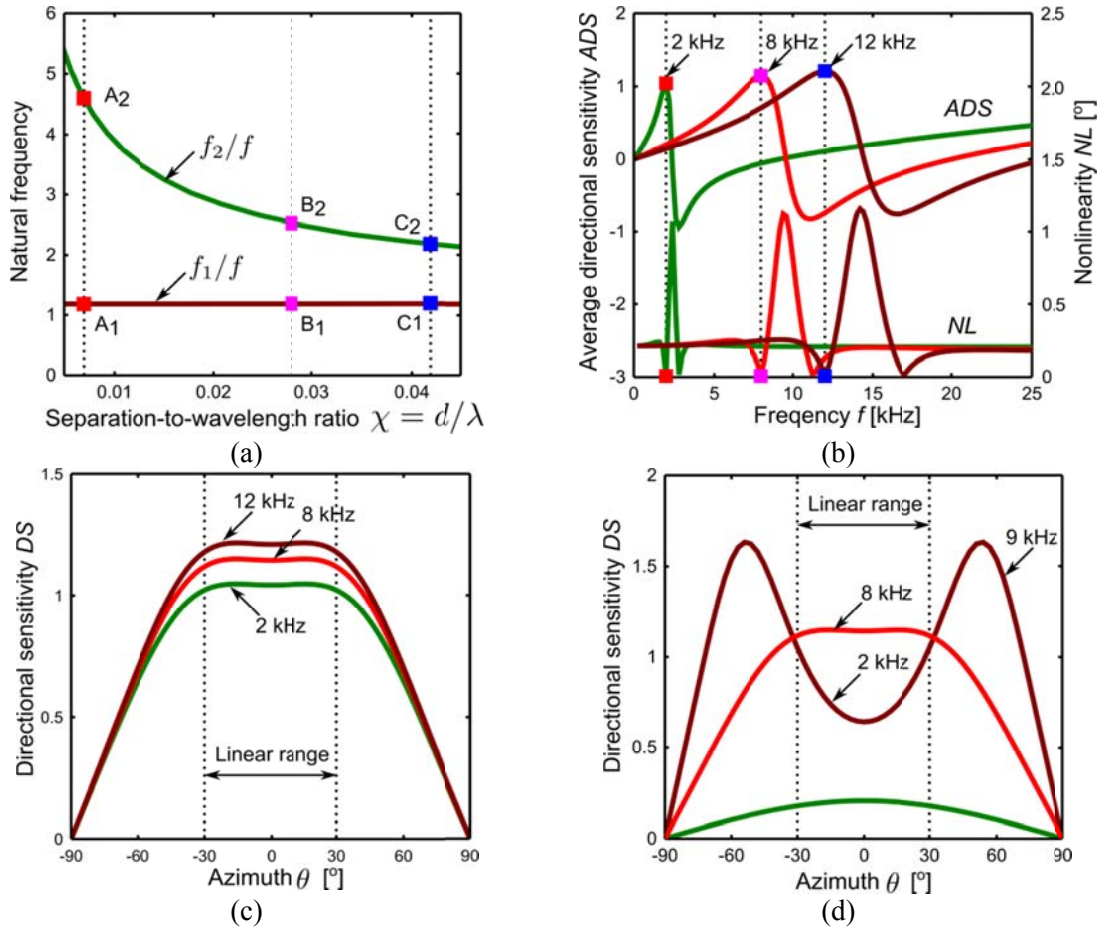 6
5
4
3
2
1
0
Natural frequency
A2
f2/f
B2
C2
f1/f
A1
B1
C1
0.01
0.02
0.03
0.04
Separation-to-wavelength ratio χ = d/λ
(a)
2
1
0
-1
-2
-3
Average directional sensitivity ADS
2 kHz
8 kHz
12 kHz
ADS
NL
2.5
2.0
1.5
1
0.5
0
Nonlinearity NL [º]
0
5
10
15
20
25
Freqency f [kHz]
(b)
1.5
1
0.5
0
Directional sensitivity DS
12 kHz
8 kHz
2 kHz
Linear range
-90
-60
-30
0
30
60
90
Azimuth θ [º]
(c)
2
1.5
1
0.5
0
Directional sensitivity DS
Linear range
9 kHz
8 kHz
2 kHz
-90
-60
-30
0
30
60
90
Azimuth θ [º]
(d)